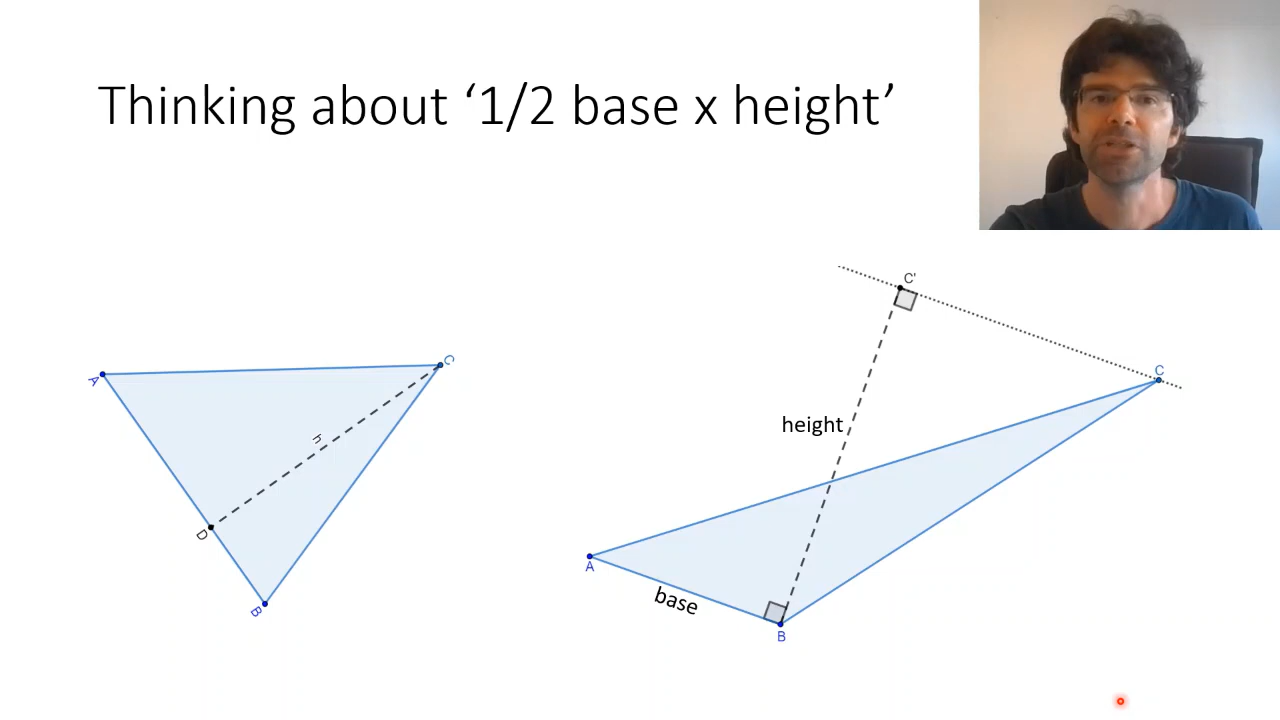 Thinking about ‘1/2 base x height’
C'
A
C
C
h
height
D
A
base
B
B